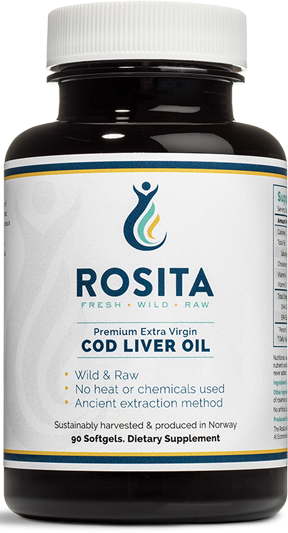 ROSITA
FRESH • WILD • RAW
Premium Extra Virgin
COD LIVER OIL
• Wild & Raw
• No heat or chemicals used
• Ancient extraction method
Sustainably harvested & produced in Norway
90 Softgels. Dietary Supplement